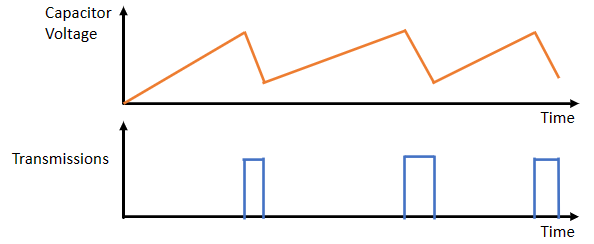 Capacitor
Voltage
Time
Transmissions
Time